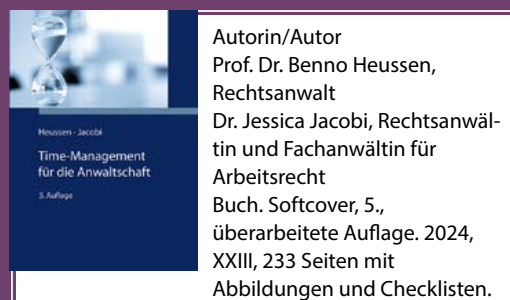 Heussen · Jacobi
Time-Management
für die Anwaltschaft
5. Auflage
Autorin/Autor
Prof. Dr. Benno Heussen,
Rechtsanwalt
Dr. Jessica Jacobi, Rechtsanwäl-
tin und Fachanwältin für
Arbeitsrecht
Buch. Softcover, 5.,
überarbeitete Auflage. 2024,
XXIII, 233 Seiten mit
Abbildungen und Checklisten.